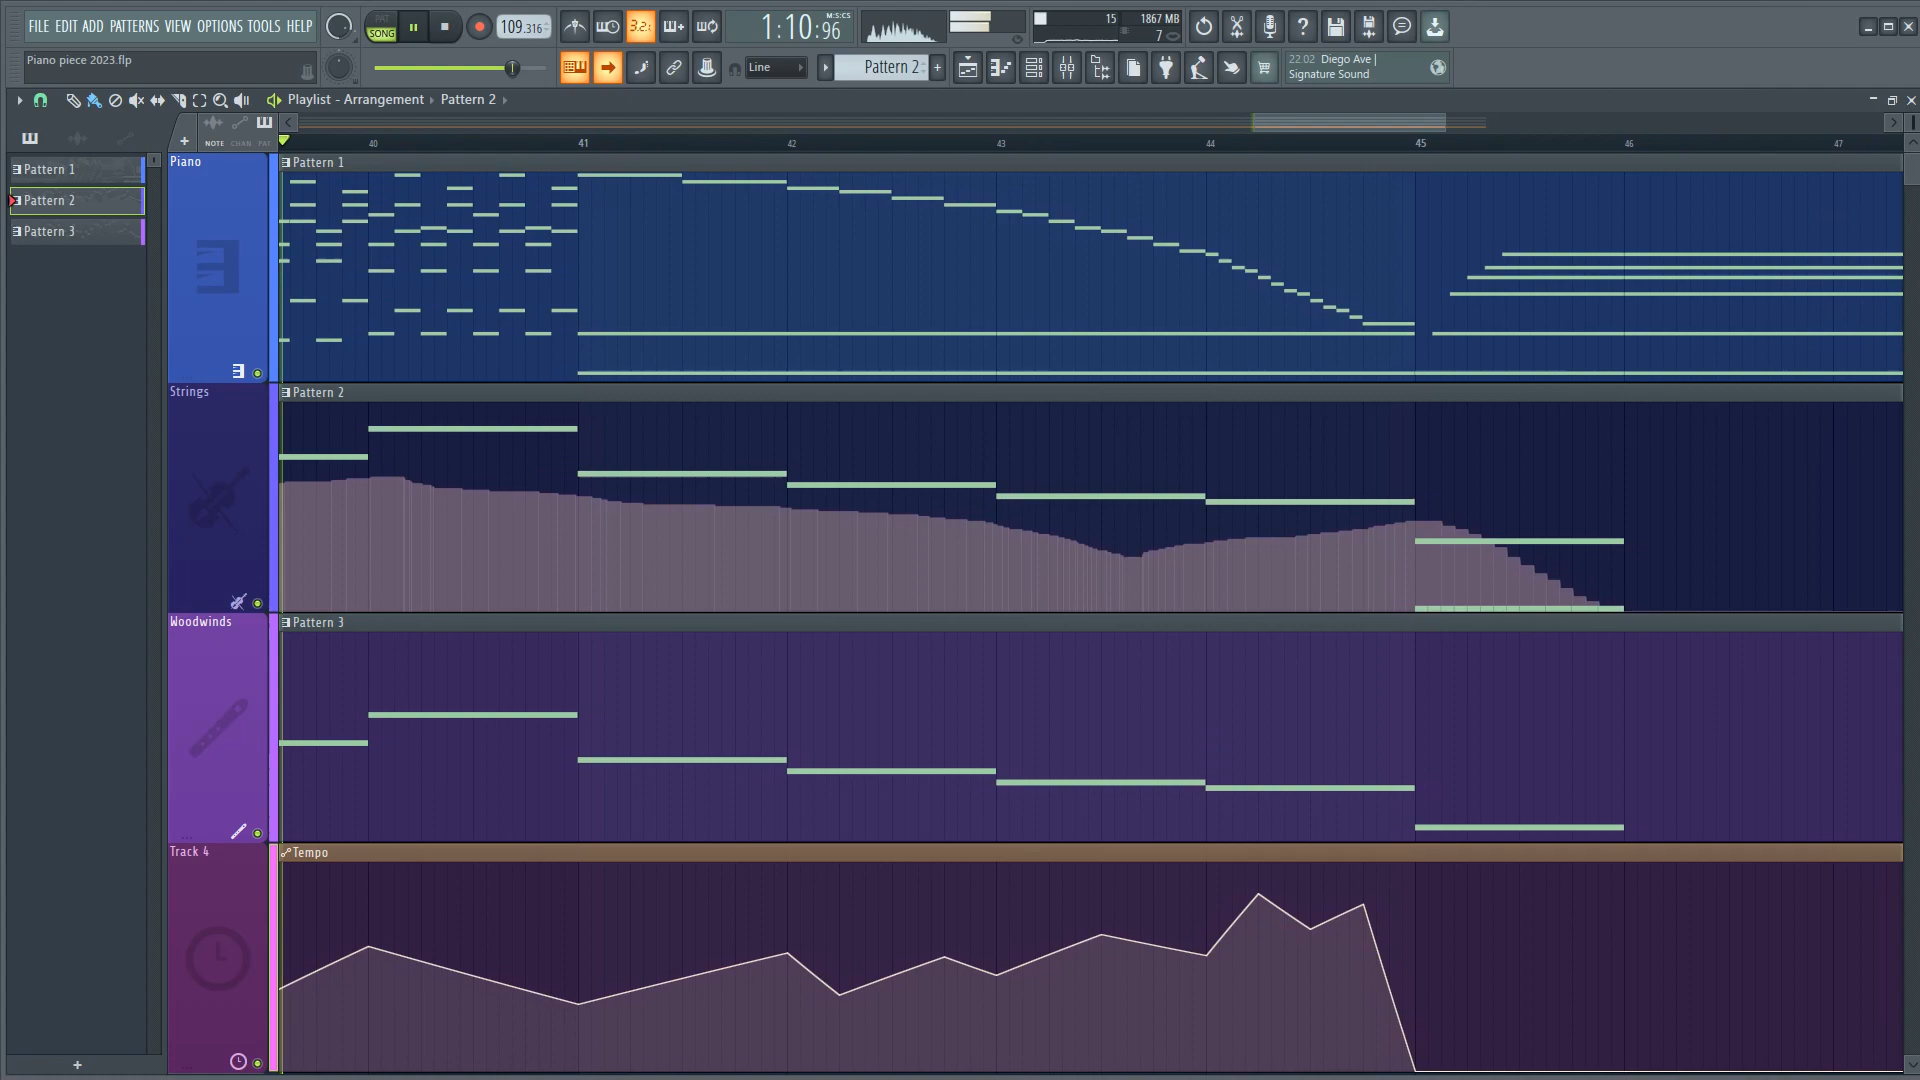 FILE EDIT ADD PATTERNS VIEW OPTIONS TOOLS HELP
PAT
SONG
109.316
3.2.
1:10:96
M:S:CS
15
1867 MB
7
Piano piece 2023.flp
Line
Pattern 2
+
22.02 Diego Ave |
Signature Sound
Playlist - Arrangement
Pattern 2
+
NOTE CHAN PAT
40 41 42 43 44 45 46 47
Pattern 1
Pattern 2
Pattern 3
+
Piano
Pattern 1
Strings
Pattern 2
Woodwinds
Pattern 3
Track 4
Tempo